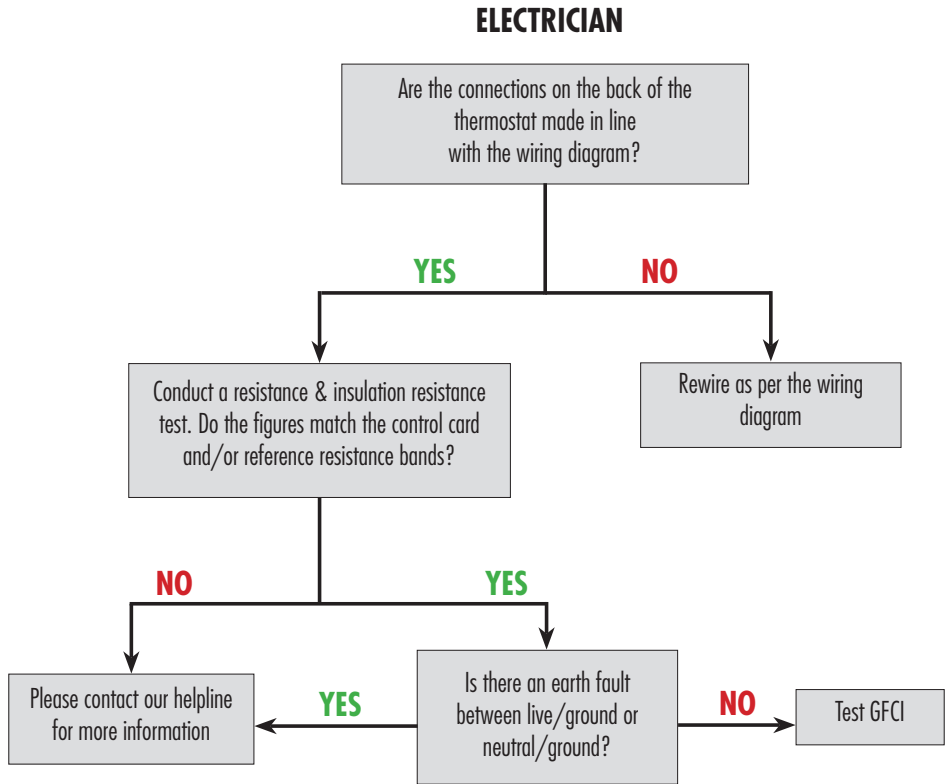 ELECTRICIAN
Are the connections on the back of the
thermostat made in line
with the wiring diagram?
YES
NO
Conduct a resistance & insulation resistance
test. Do the figures match the control card
and/or reference resistance bands?
Rewire as per the wiring
diagram
NO
YES
Please contact our helpline
for more information
YES
Is there an earth fault
between live/ground or
neutral/ground?
NO
Test GFCI